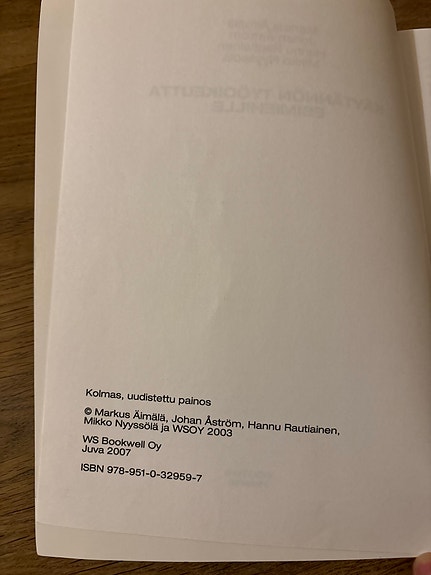 Kolmas, uudistettu painos
© Markus Äimälä, Johan Åström, Hannu Rautiainen,
Mikko Nyyssölä ja WSOY 2003
WS Bookwell Oy
Juva 2007
ISBN 978-951-0-32959-7